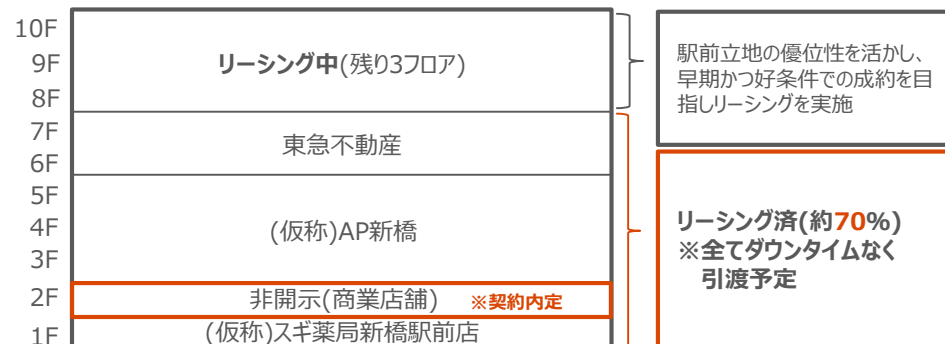 10F
9F
8F
リーシング中(残り3フロア)
駅前立地の優位性を活かし、
早期かつ好条件での成約を目
指しリーシングを実施
7F
6F
東急不動産
5F
4F
3F
(仮称)AP新橋
リーシング済(約70%)
※全てダウンタイムなく
引渡予定
2F
非開示(商業店舗) ※契約内定
1F
(仮称)スギ薬局新橋駅前店